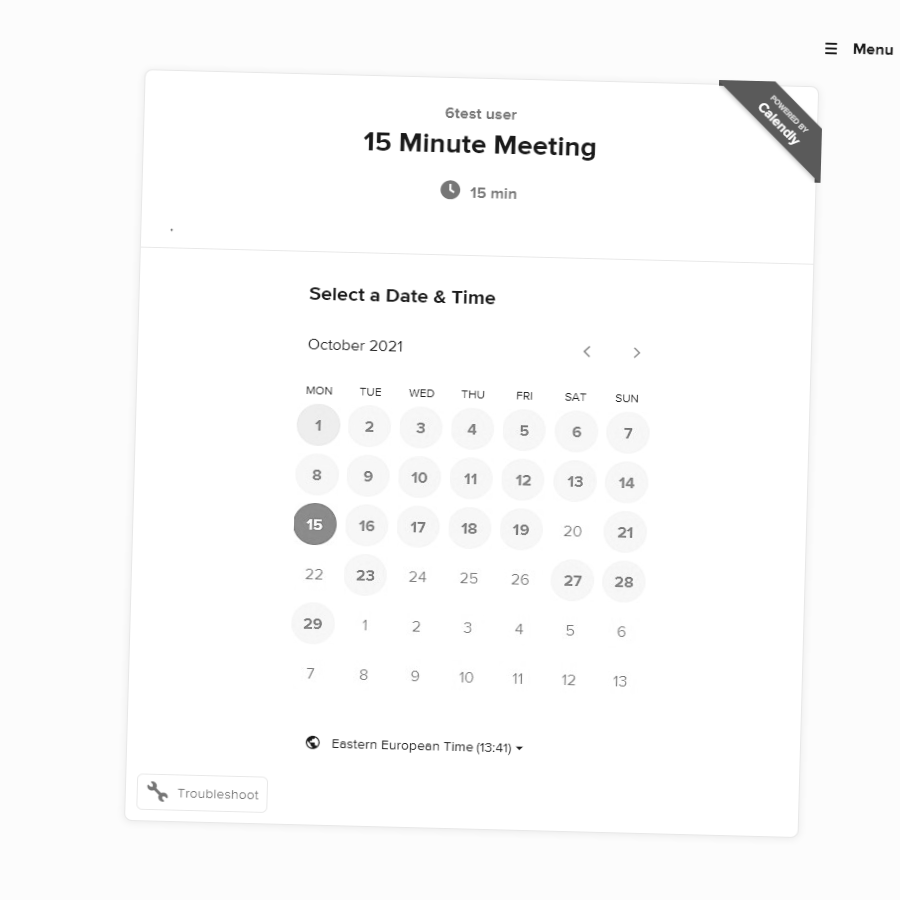 ☰ Menu
POWERED BY
Calendly
6test user
15 Minute Meeting
15 min
.
Select a Date & Time
October 2021
MON TUE WED THU FRI SAT SUN
1 2 3 4 5 6 7
8 9 10 11 12 13 14
15 16 17 18 19 20 21
22 23 24 25 26 27 28
29 1 2 3 4 5 6
7 8 9 10 11 12 13
Eastern European Time (13:41)
Troubleshoot